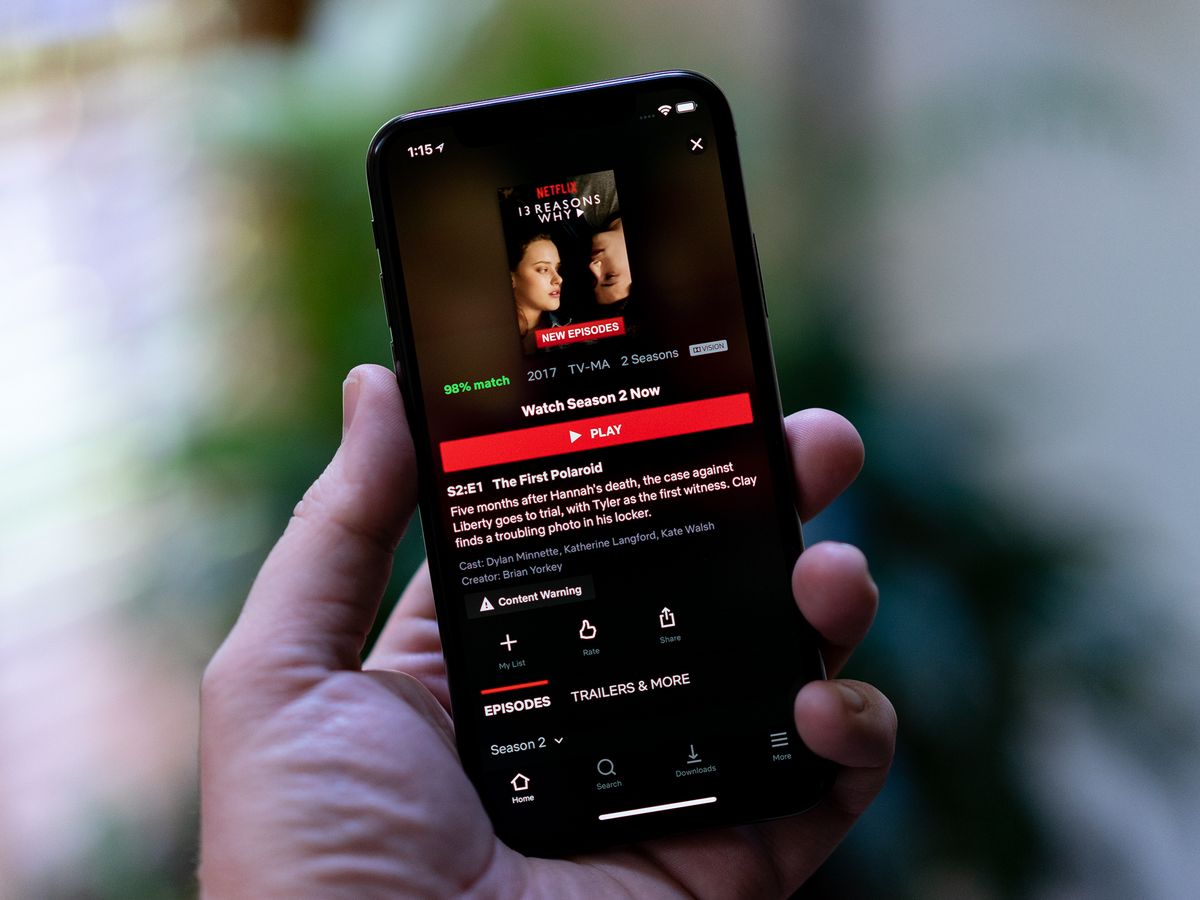 1:15
NETFLIX
13 REASONS
WHY
NEW EPISODES
98% match 2017 TV-MA 2 Seasons VISION
Watch Season 2 Now
PLAY
S2:E1 The First Polaroid
Five months after Hannah's death, the case against
Liberty goes to trial, with Tyler as the first witness. Clay
finds a troubling photo in his locker.
Cast: Dylan Minnette, Katherine Langford, Kate Walsh
Creator: Brian Yorkey
Content Warning
My List Rate Share
EPISODES TRAILERS & MORE
Season 2
Home Search Downloads More